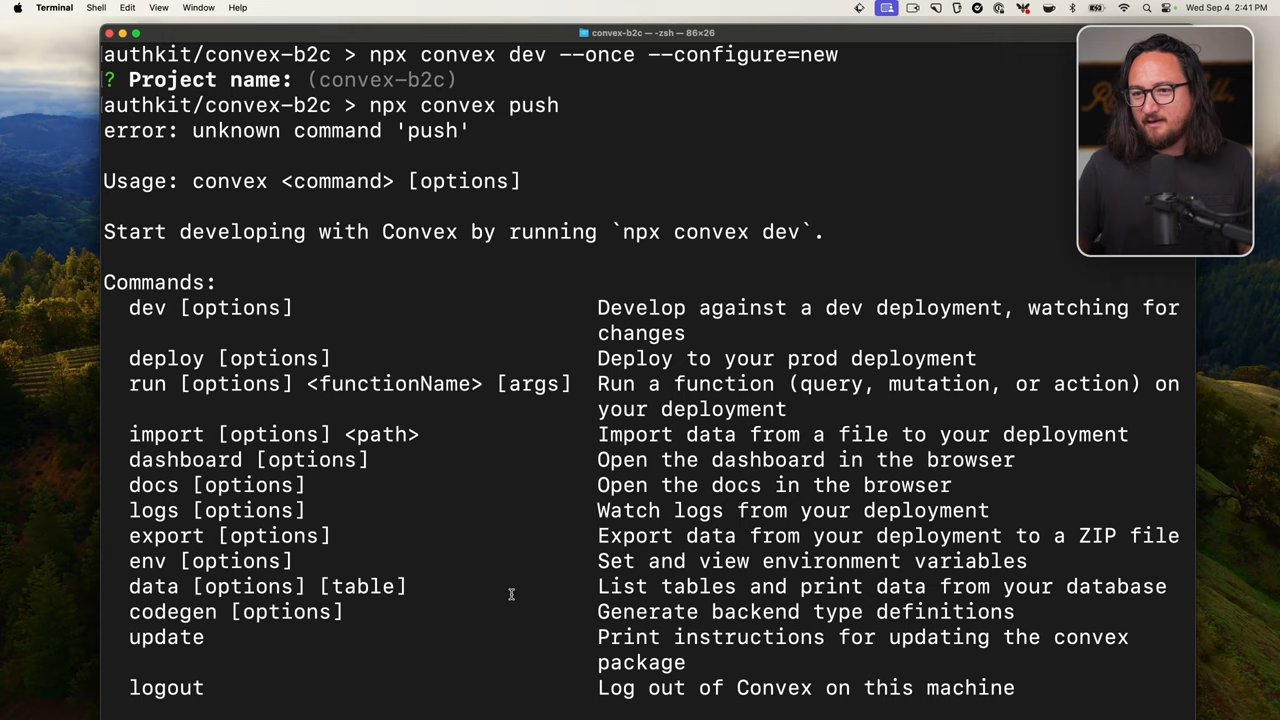 Terminal Shell Edit View Window Help Wed Sep 4 2:41 PM
convex-b2c — -zsh — 86×26
authkit/convex-b2c > npx convex dev --once --configure=new
? Project name: (convex-b2c)
authkit/convex-b2c > npx convex push
error: unknown command 'push'
Usage: convex <command> [options]
Start developing with Convex by running `npx convex dev`.
Commands:
dev [options] Develop against a dev deployment, watching for
changes
deploy [options] Deploy to your prod deployment
run [options] <functionName> [args] Run a function (query, mutation, or action) on
your deployment
import [options] <path> Import data from a file to your deployment
dashboard [options] Open the dashboard in the browser
docs [options] Open the docs in the browser
logs [options] Watch logs from your deployment
export [options] Export data from your deployment to a ZIP file
env [options] Set and view environment variables
data [options] [table] List tables and print data from your database
codegen [options] Generate backend type definitions
update Print instructions for updating the convex
package
logout Log out of Convex on this machine